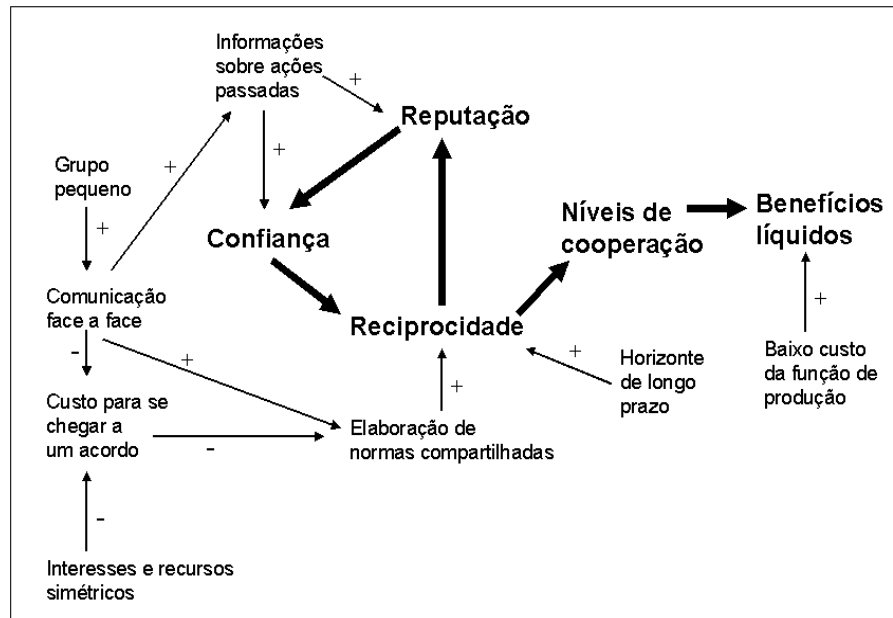 Informações
sobre ações
passadas
+
Reputação
+
+
Grupo
pequeno
+
Confiança
Níveis de
cooperação
Benefícios
líquidos
Comunicação
face a face
-
+
Reciprocidade
+
+
+
Horizonte
de longo
prazo
Baixo custo
da função de
produção
Custo para se
chegar a
um acordo
-
Elaboração de
normas compartilhadas
-
Interesses e recursos
simétricos